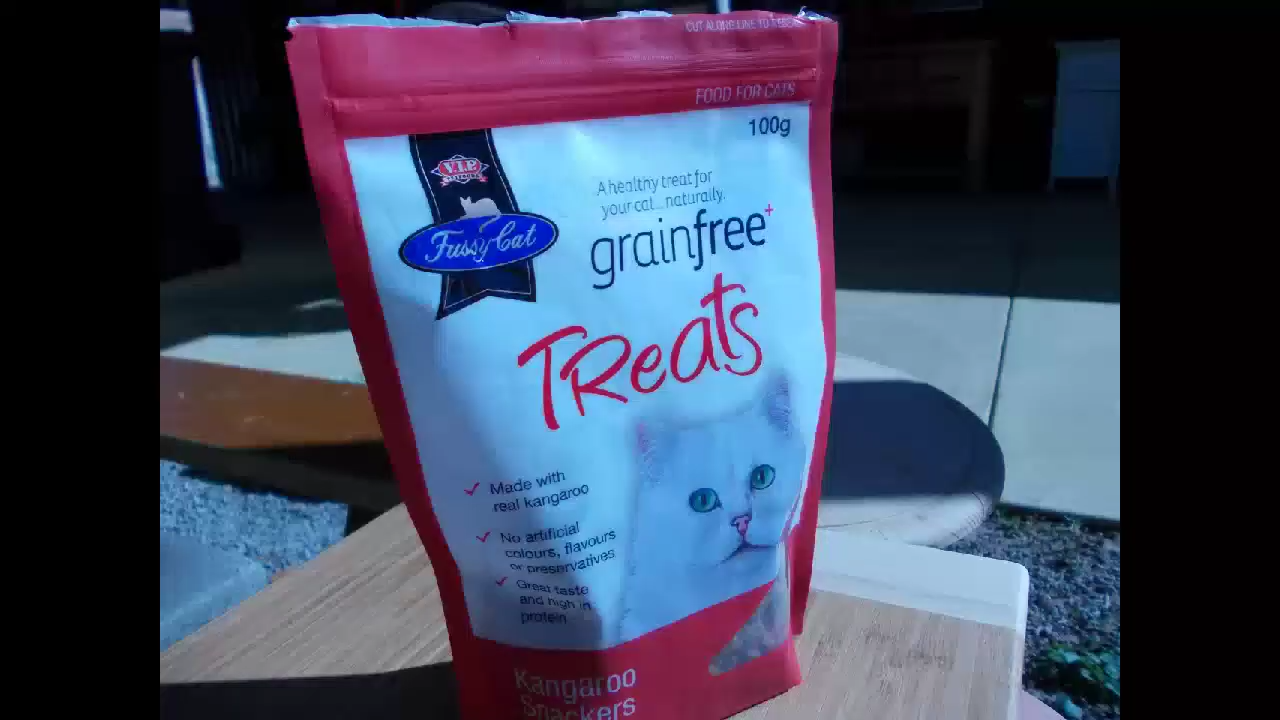 CUT ALONG LINE TO
FOOD FOR CATS
100g
V.I.P.
Fussy Cat
A healthy treat for
your cat... naturally.
grainfree+
Treats
✓ Made with
real kangaroo
✓ No artificial
colours, flavours
or preservatives
✓ Great taste
and high in
protein
Kangaroo
Snackers